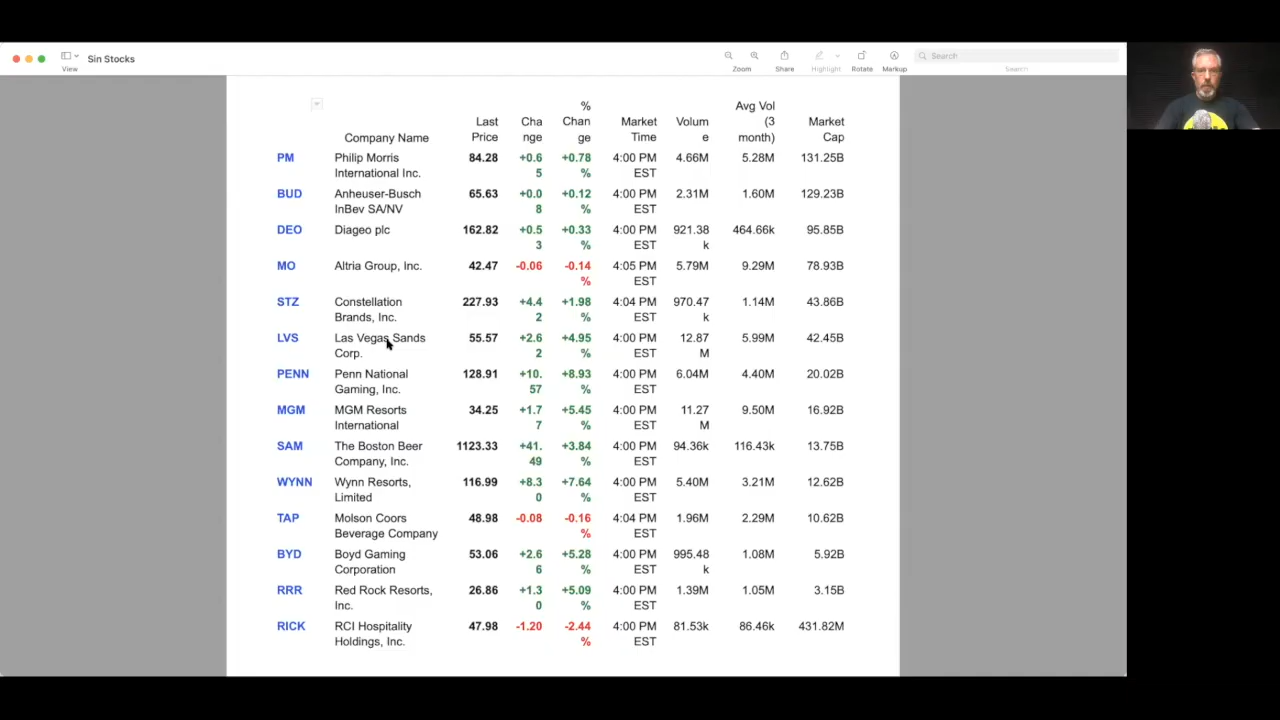 Sin Stocks
View
Zoom
Share
Highlight
Rotate
Markup
Search
Search
Company Name Last Price Cha nge % Chan ge Market Time Volum e Avg Vol (3 month) Market Cap
PM Philip Morris 84.28 +0.6 +0.78 4:00 PM 4.66M 5.28M 131.25B
International Inc. 5 % EST
BUD Anheuser-Busch 65.63 +0.0 +0.12 4:00 PM 2.31M 1.60M 129.23B
InBev SA/NV 8 % EST
DEO Diageo plc 162.82 +0.5 +0.33 4:00 PM 921.38 464.66k 95.85B
3 % EST k
MO Altria Group, Inc. 42.47 -0.06 -0.14 4:05 PM 5.79M 9.29M 78.93B
% EST
STZ Constellation 227.93 +4.4 +1.98 4:04 PM 970.47 1.14M 43.86B
Brands, Inc. 2 % EST k
LVS Las Vegas Sands 55.57 +2.6 +4.95 4:00 PM 12.87 5.99M 42.45B
Corp. 2 % EST M
PENN Penn National 128.91 +10. +8.93 4:00 PM 6.04M 4.40M 20.02B
Gaming, Inc. 57 % EST
MGM MGM Resorts 34.25 +1.7 +5.45 4:00 PM 11.27 9.50M 16.92B
International 7 % EST M
SAM The Boston Beer 1123.33 +41. +3.84 4:00 PM 94.36k 116.43k 13.75B
Company, Inc. 49 % EST
WYNN Wynn Resorts, 116.99 +8.3 +7.64 4:00 PM 5.40M 3.21M 12.62B
Limited 0 % EST
TAP Molson Coors 48.98 -0.08 -0.16 4:04 PM 1.96M 2.29M 10.62B
Beverage Company % EST
BYD Boyd Gaming 53.06 +2.6 +5.28 4:00 PM 995.48 1.08M 5.92B
Corporation 6 % EST k
RRR Red Rock Resorts, 26.86 +1.3 +5.09 4:00 PM 1.39M 1.05M 3.15B
Inc. 0 % EST
RICK RCI Hospitality 47.98 -1.20 -2.44 4:00 PM 81.53k 86.46k 431.82M
Holdings, Inc. % EST